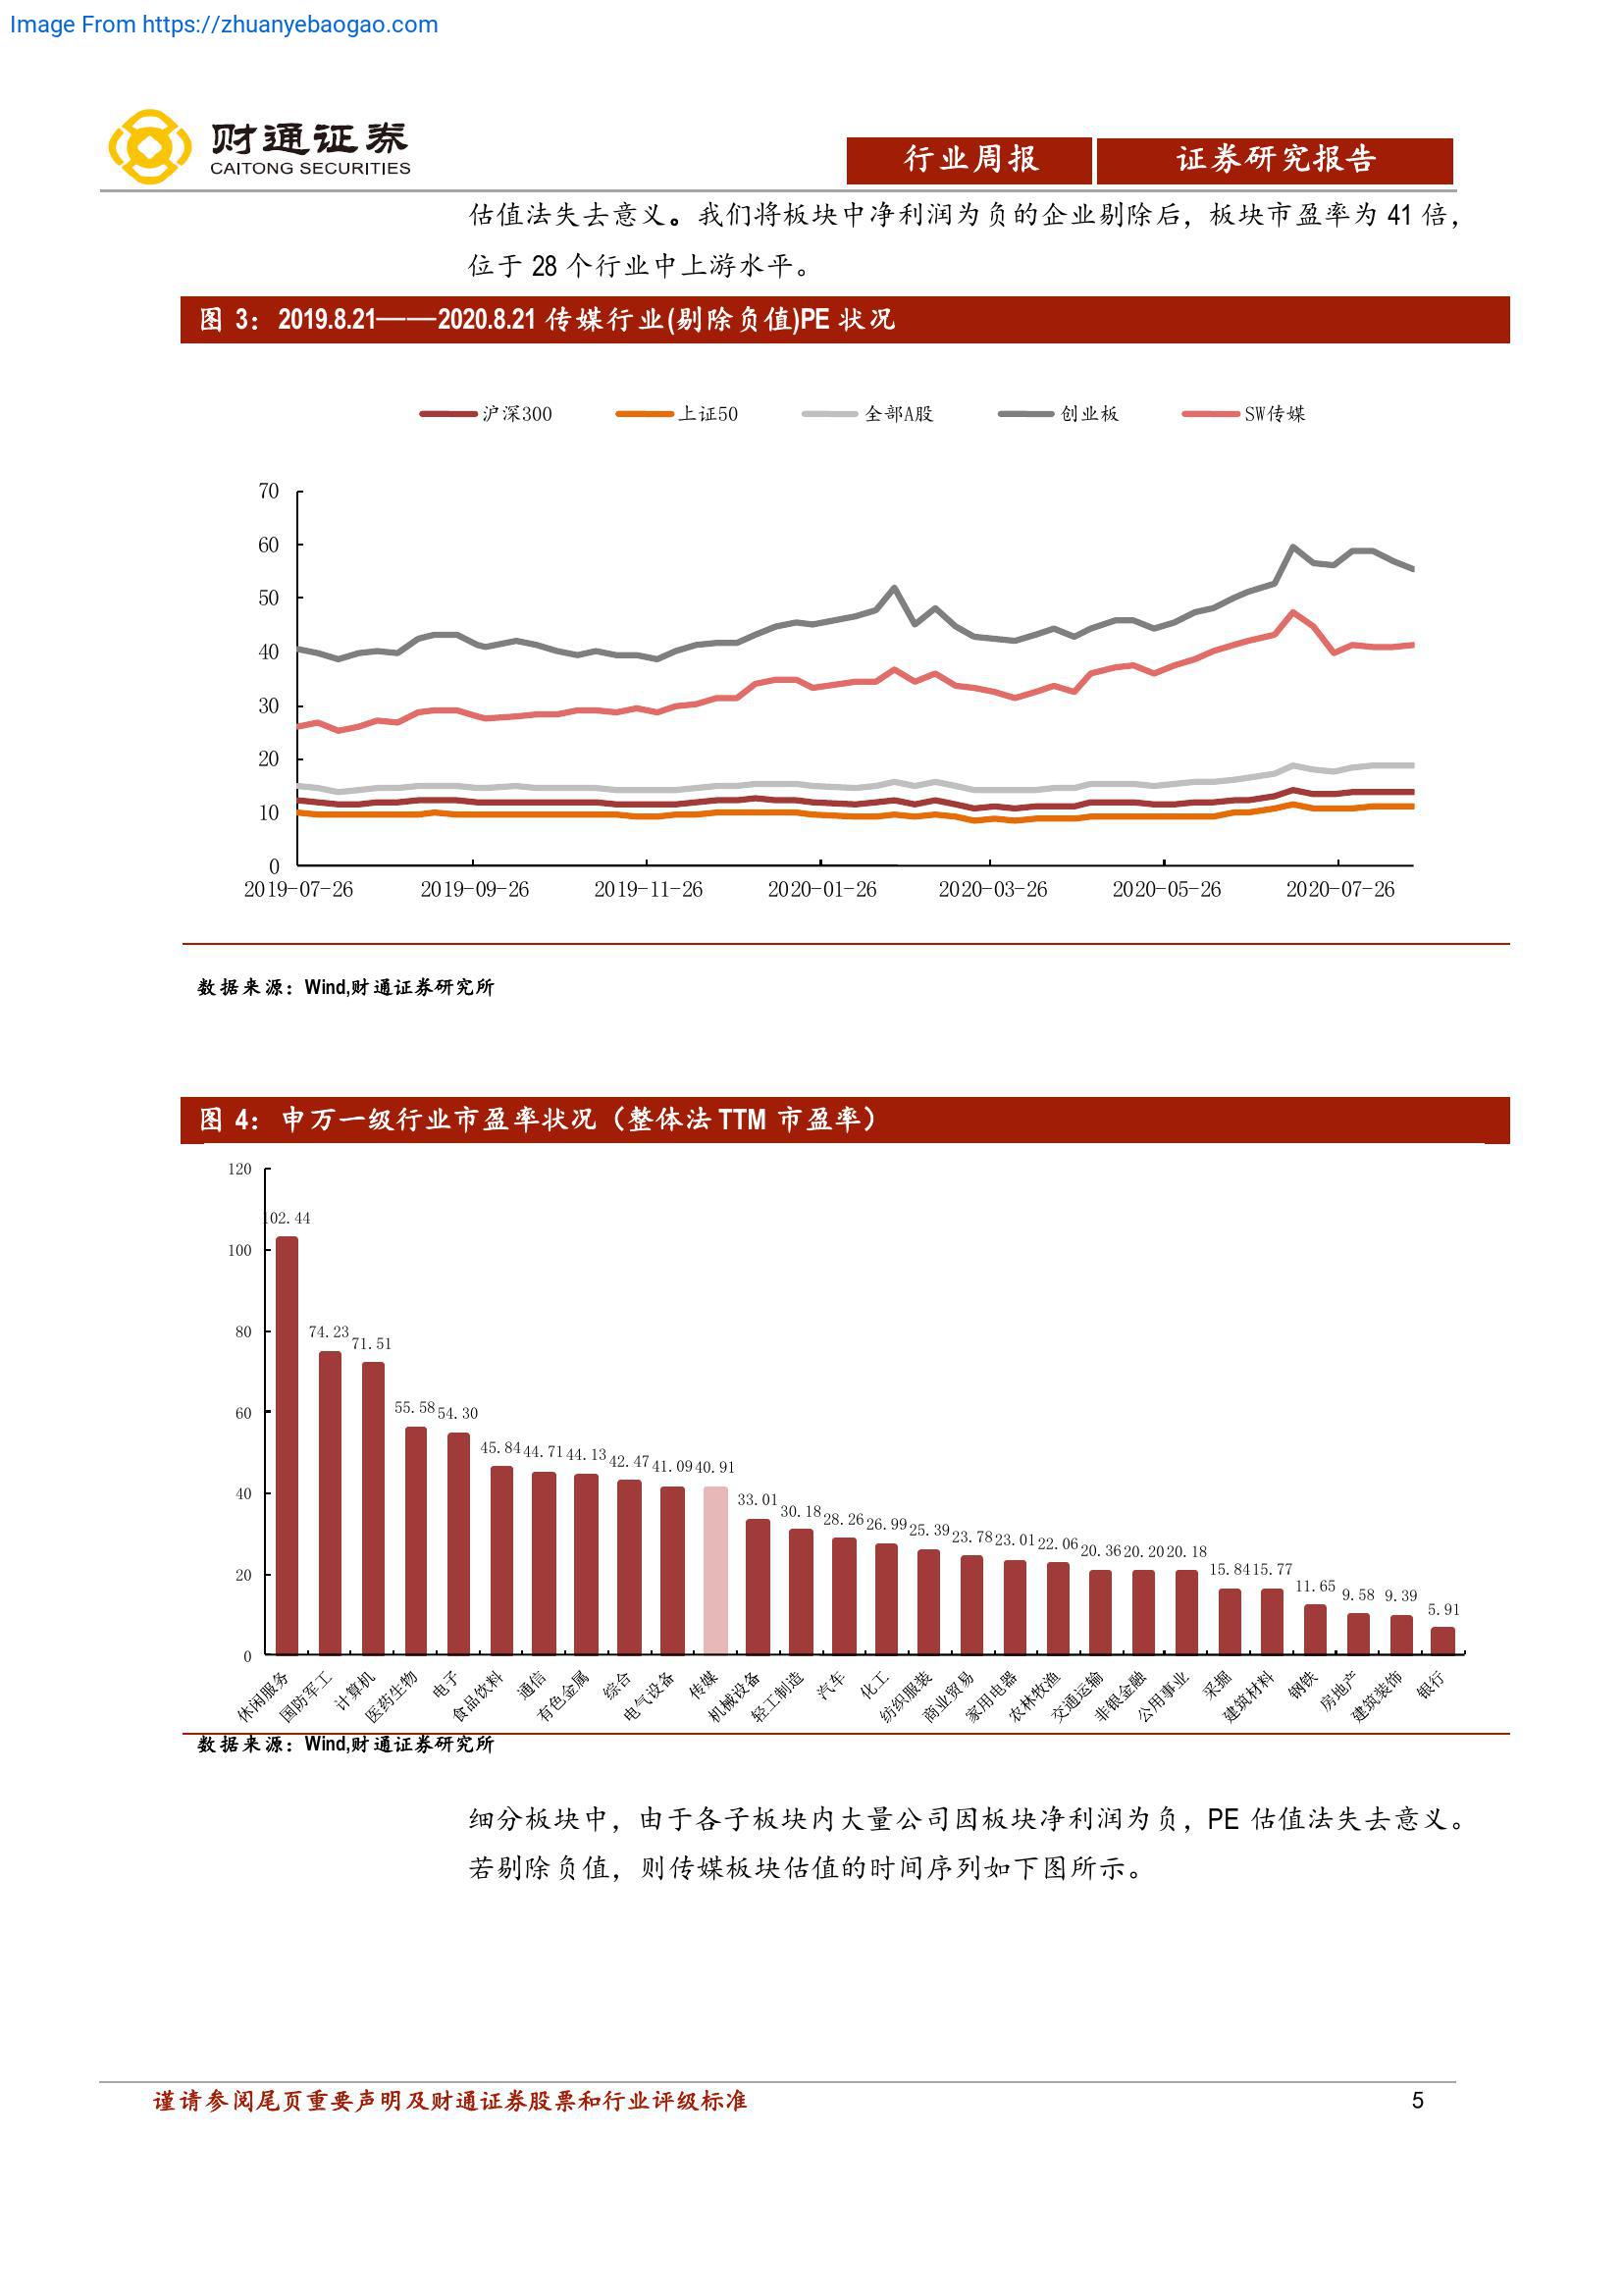 Image From https://zhuanyebaogao.com
财通证券
CAITONG SECURITIES
行业周报
证券研究报告
估值法失去意义。我们将板块中净利润为负的企业剔除后，板块市盈率为 41 倍，
位于 28 个行业中上游水平。
图 3：2019.8.21——2020.8.21 传媒行业(剔除负值)PE 状况
沪深300 上证50 全部A股 创业板 SW传媒
70
60
50
40
30
20
10
0
2019-07-26 2019-09-26 2019-11-26 2020-01-26 2020-03-26 2020-05-26 2020-07-26
数据来源：Wind,财通证券研究所
图 4：申万一级行业市盈率状况（整体法 TTM 市盈率）
120
100
80
60
40
20
0
102.44 74.23 71.51 55.58 54.30 45.84 44.71 44.13 42.47 41.09 40.91 33.01 30.18 28.26 26.99 25.39 23.78 23.01 22.06 20.36 20.20 20.18 15.84 15.77 11.65 9.58 9.39 5.91
休闲服务 国防军工 计算机 医药生物 电子 食品饮料 通信 有色金属 综合 电气设备 传媒 机械设备 轻工制造 汽车 化工 纺织服装 商业贸易 家用电器 农林牧渔 交通运输 非银金融 公用事业 采掘 建筑材料 钢铁 房地产 建筑装饰 银行
数据来源：Wind,财通证券研究所
细分板块中，由于各子板块内大量公司因板块净利润为负，PE 估值法失去意义。
若剔除负值，则传媒板块估值的时间序列如下图所示。
谨请参阅尾页重要声明及财通证券股票和行业评级标准
5